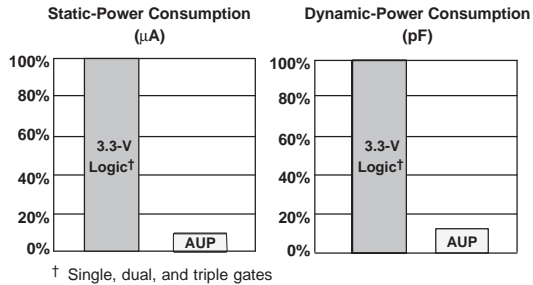 Static-Power Consumption
(μA)
100%
80%
60%
40%
20%
0%
3.3-V
Logic†
AUP
Dynamic-Power Consumption
(pF)
100%
80%
60%
40%
20%
0%
3.3-V
Logic†
AUP
† Single, dual, and triple gates